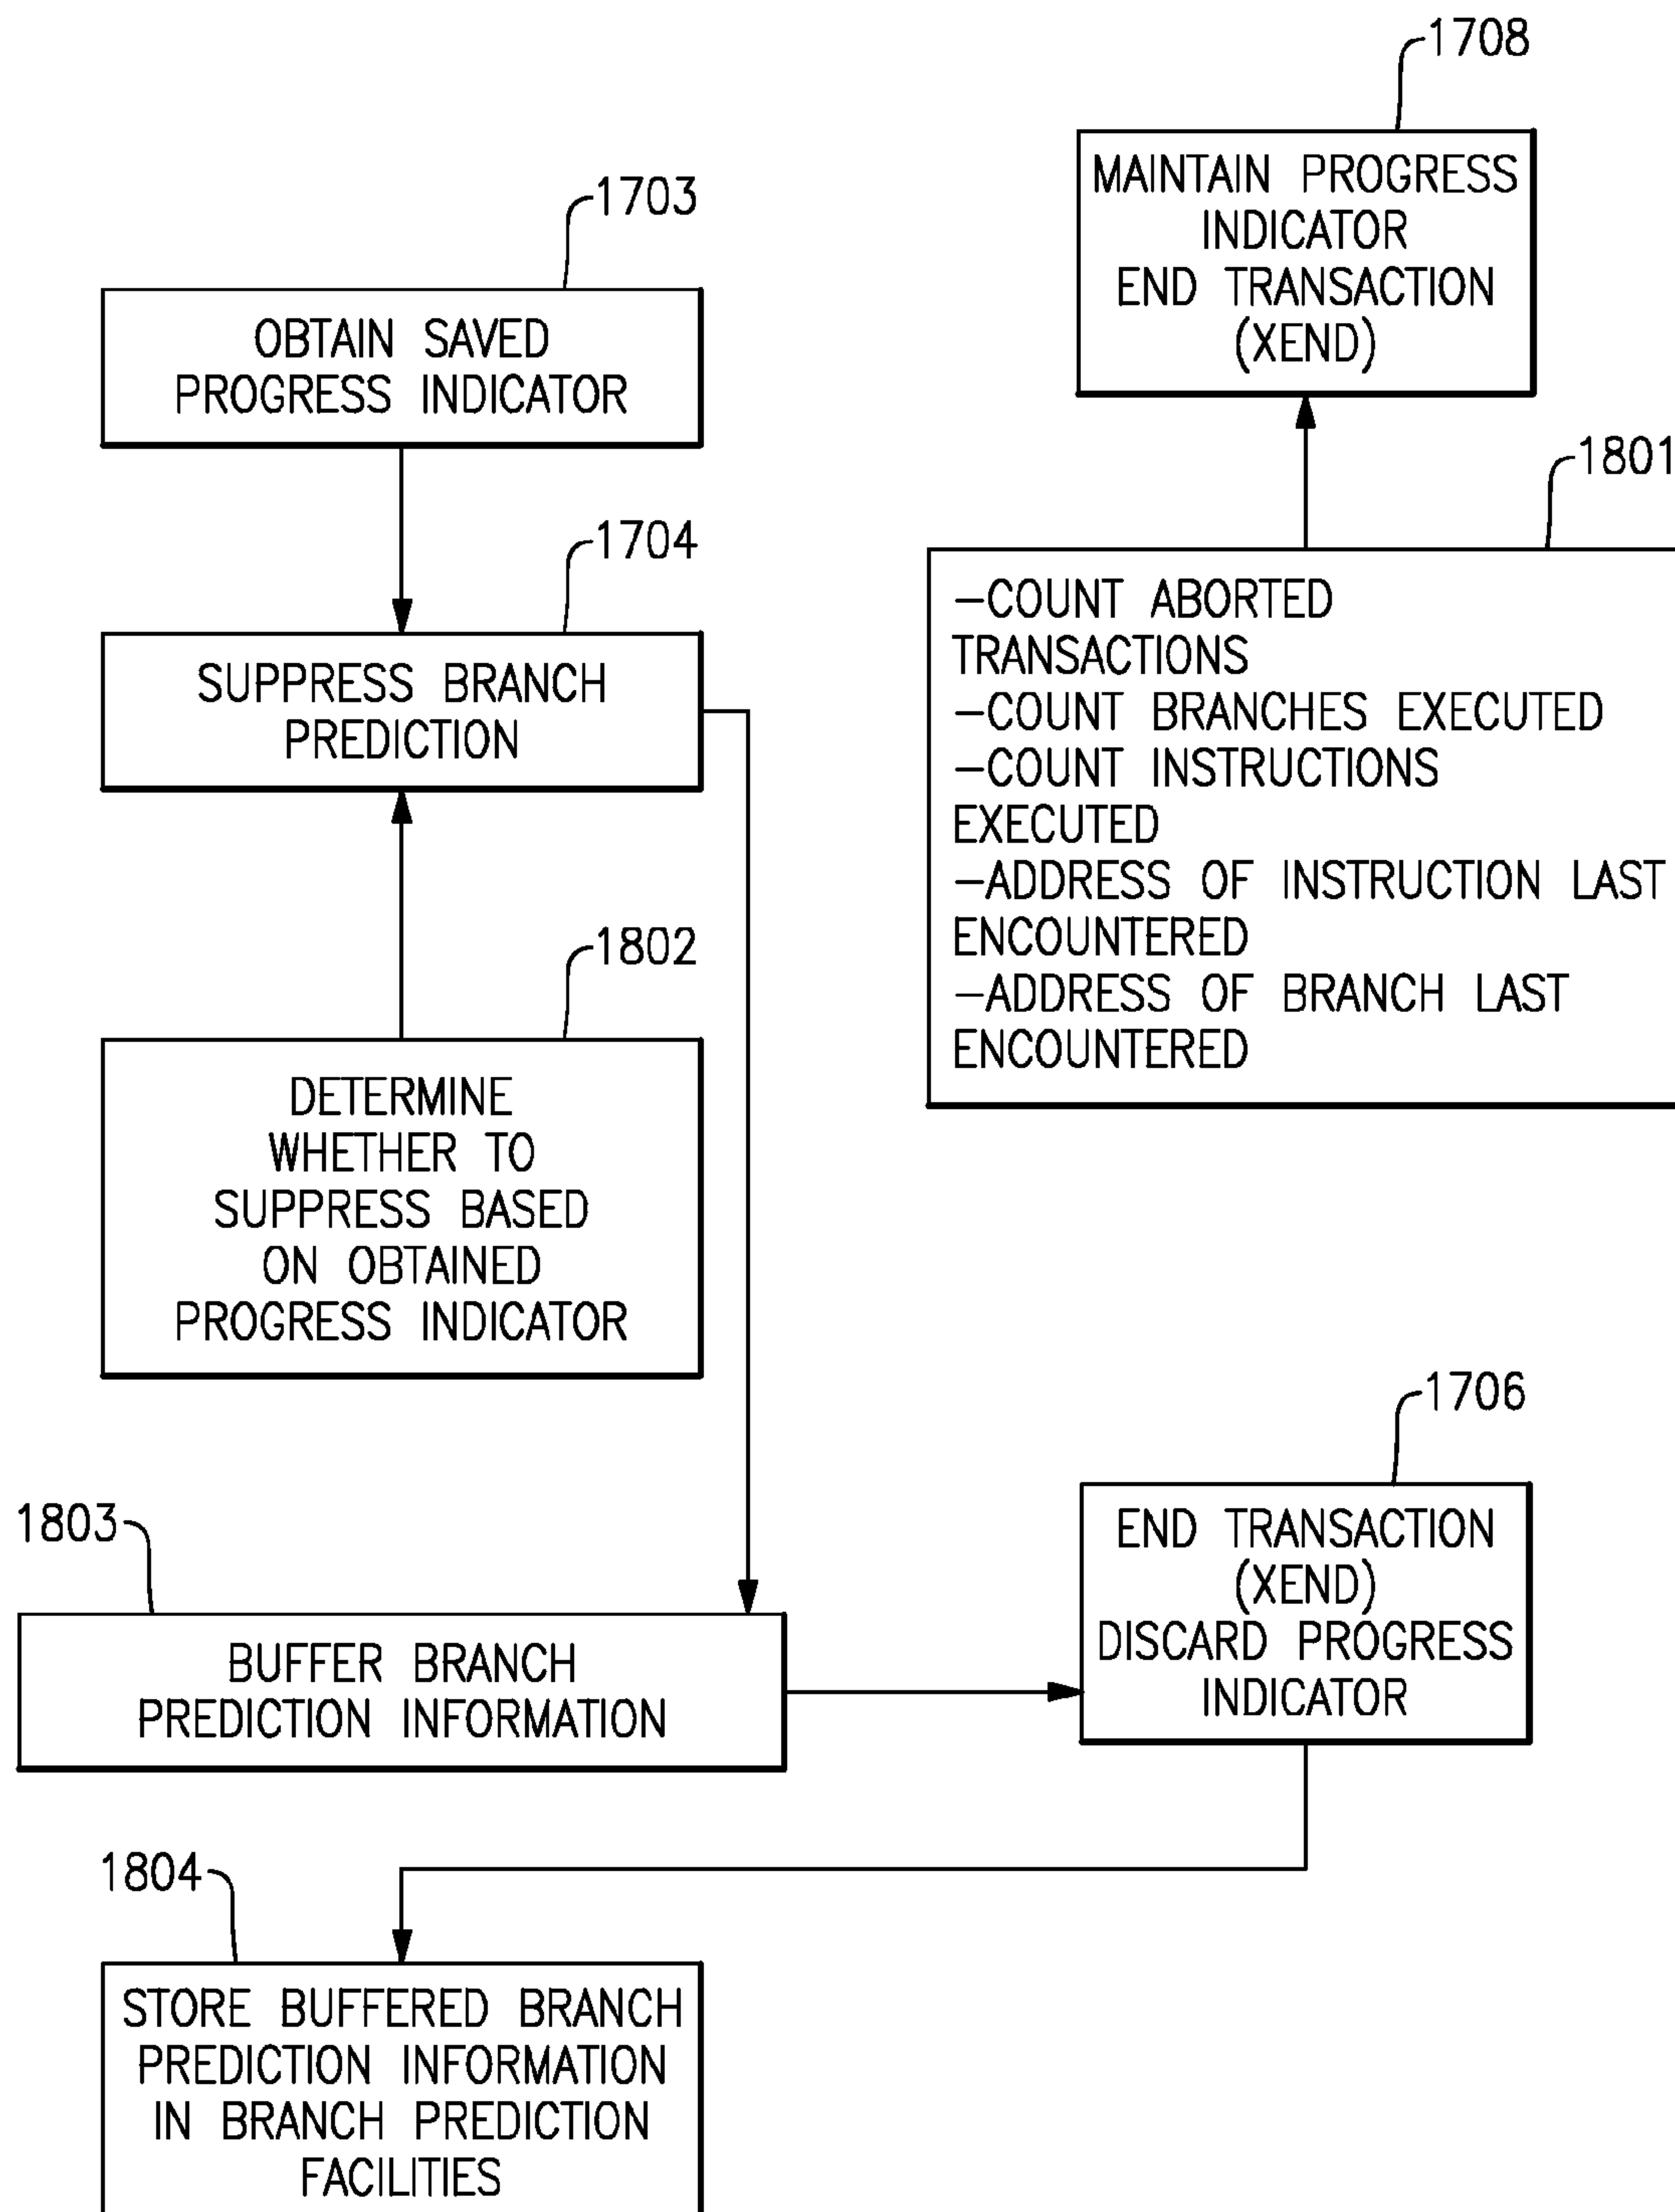 1708
MAINTAIN PROGRESS
INDICATOR
END TRANSACTION
(XEND)
1703
OBTAIN SAVED
PROGRESS INDICATOR
1801
-COUNT ABORTED
TRANSACTIONS
-COUNT BRANCHES EXECUTED
-COUNT INSTRUCTIONS
EXECUTED
-ADDRESS OF INSTRUCTION LAST
ENCOUNTERED
-ADDRESS OF BRANCH LAST
ENCOUNTERED
1704
SUPPRESS BRANCH
PREDICTION
1802
DETERMINE
WHETHER TO
SUPPRESS BASED
ON OBTAINED
PROGRESS INDICATOR
1803
BUFFER BRANCH
PREDICTION INFORMATION
1706
END TRANSACTION
(XEND)
DISCARD PROGRESS
INDICATOR
1804
STORE BUFFERED BRANCH
PREDICTION INFORMATION
IN BRANCH PREDICTION
FACILITIES